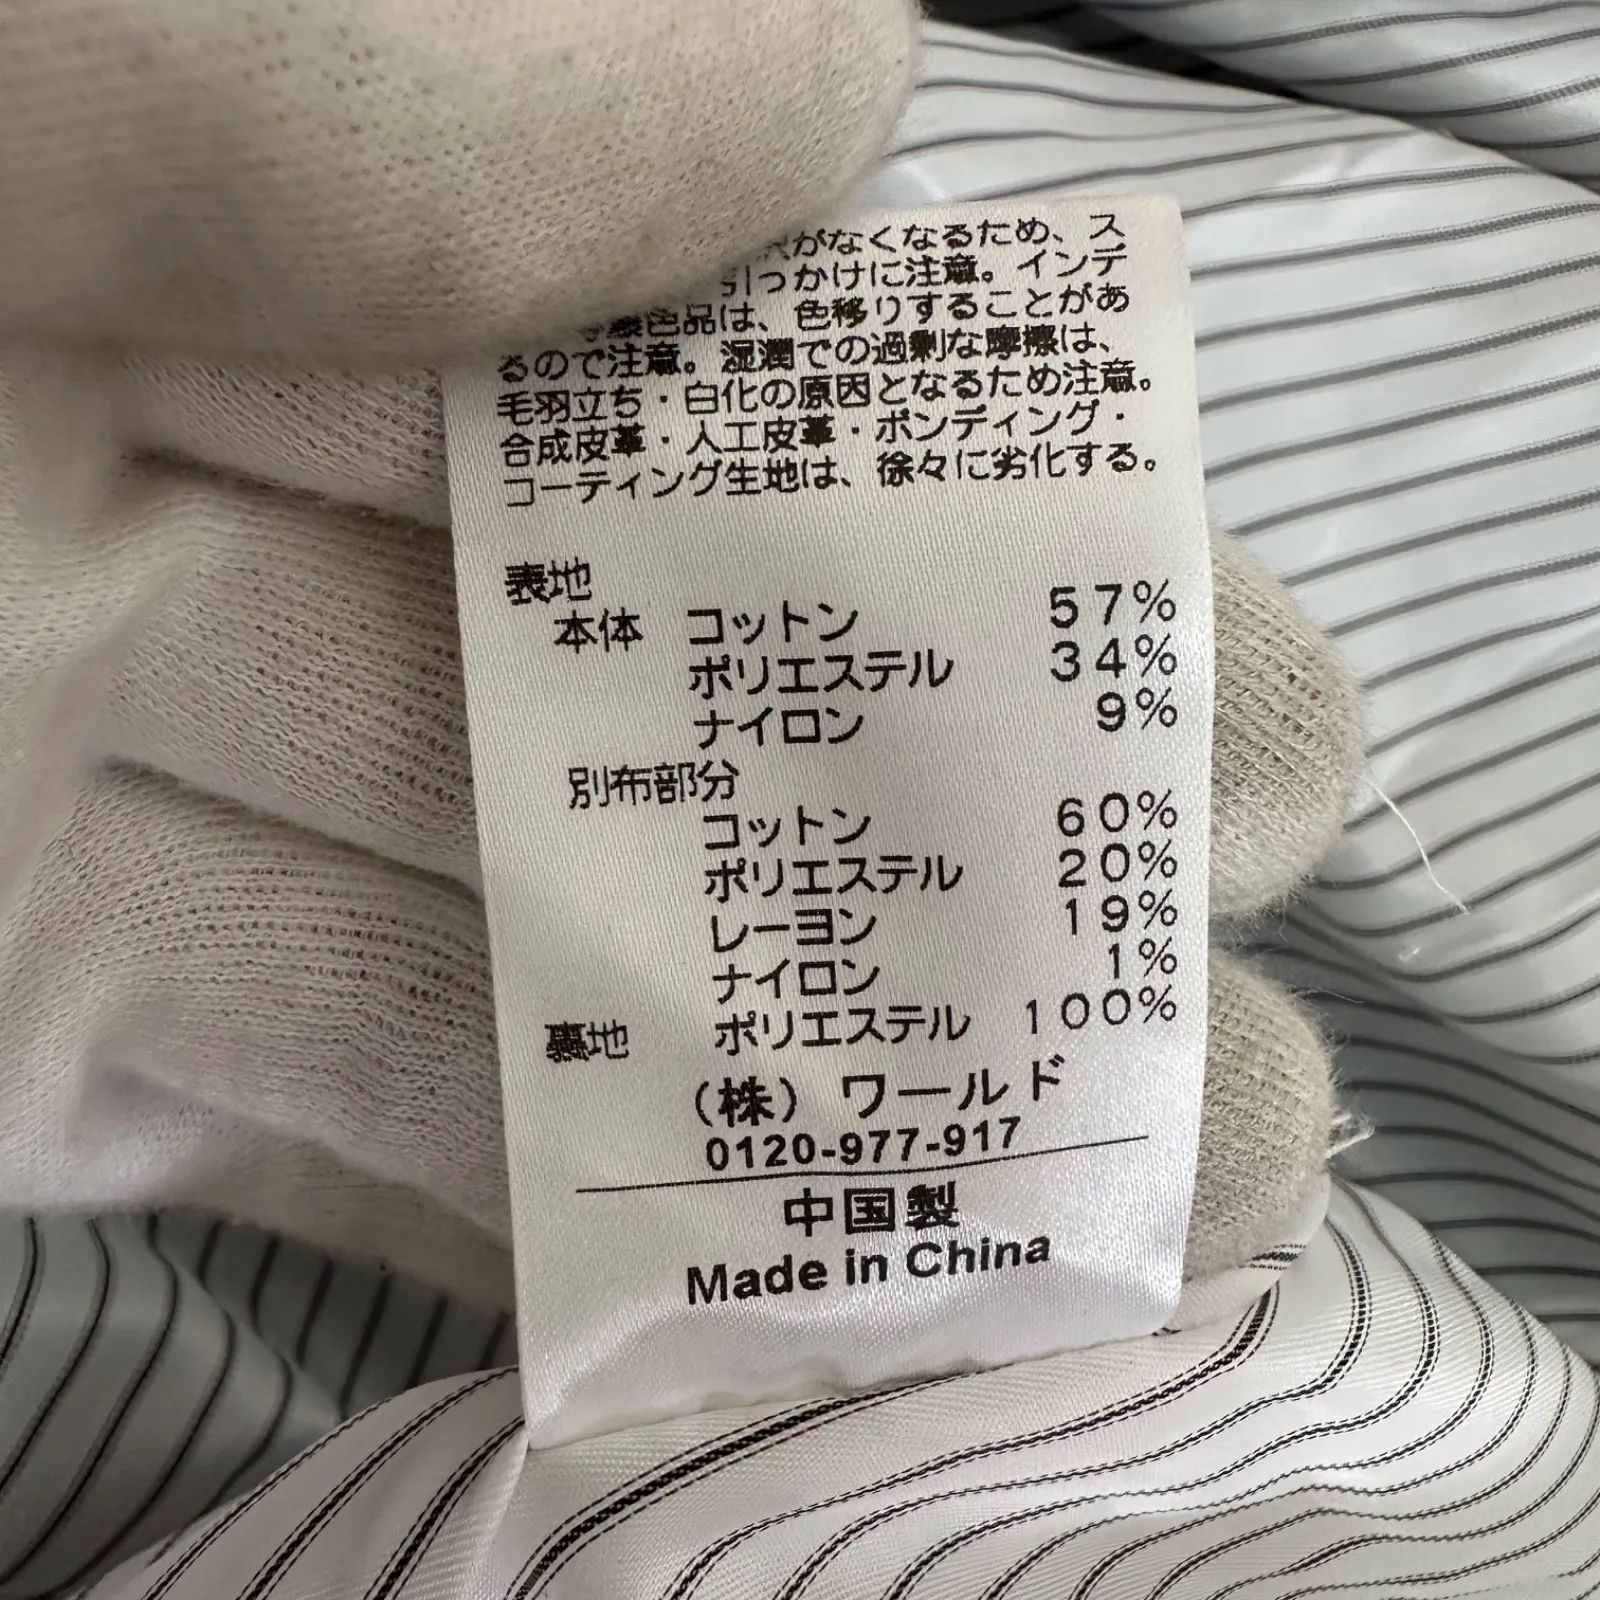 がなくなるため、ス
引っかけに注意。インデ
染色品は、色移りすることがあ
るので注意。湿潤での過剰な摩擦は、
毛羽立ち・白化の原因となるため注意。
合成皮革・人工皮革・ボンディング・
コーティング生地は、徐々に劣化する。
表地
本体 コットン 57%
ポリエステル 34%
ナイロン 9%
別布部分
コットン 60%
ポリエステル 20%
レーヨン 19%
ナイロン 1%
裏地 ポリエステル 100%
(株) ワールド
0120-977-917
中国製
Made in China